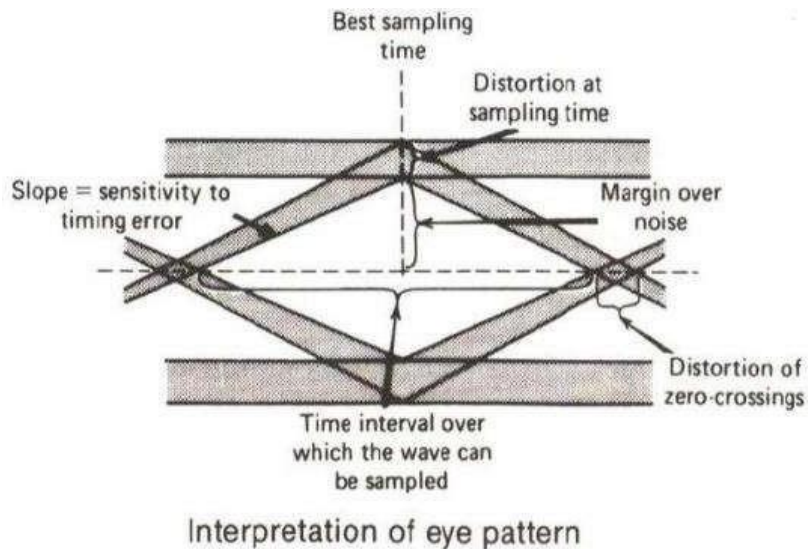 Best sampling
time
Distortion at
sampling time
Slope = sensitivity to
timing error
Margin over
noise
Distortion of
zero-crossings
Time interval over
which the wave can
be sampled
Interpretation of eye pattern